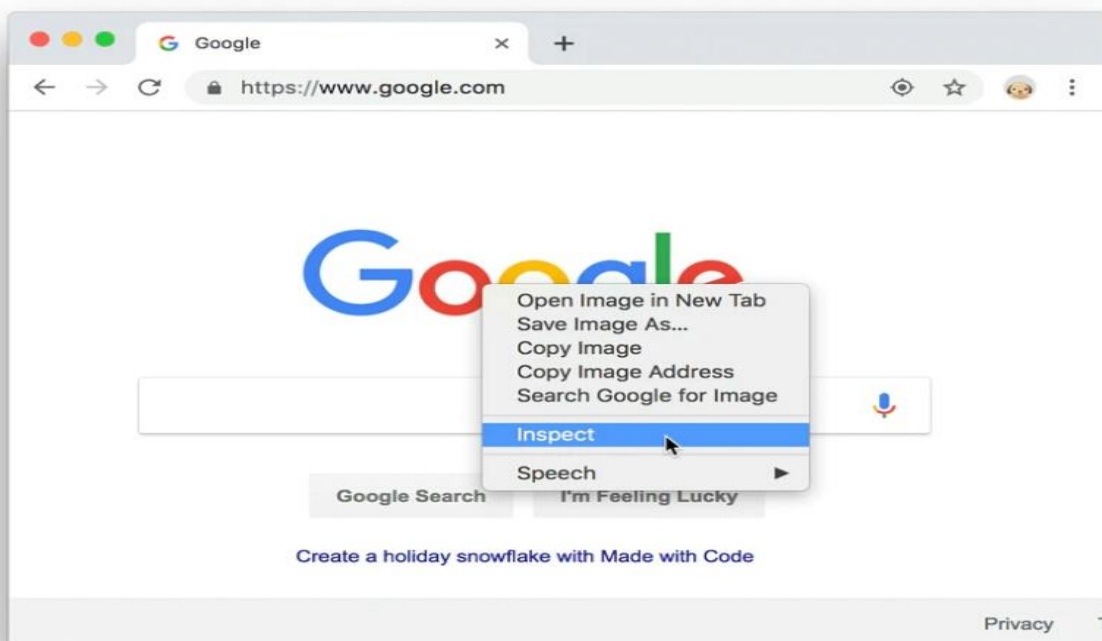 Google
https://www.google.com
Google
Open Image in New Tab
Save Image As...
Copy Image
Copy Image Address
Search Google for Image
Inspect
Speech
Google Search
I'm Feeling Lucky
Create a holiday snowflake with Made with Code
Privacy